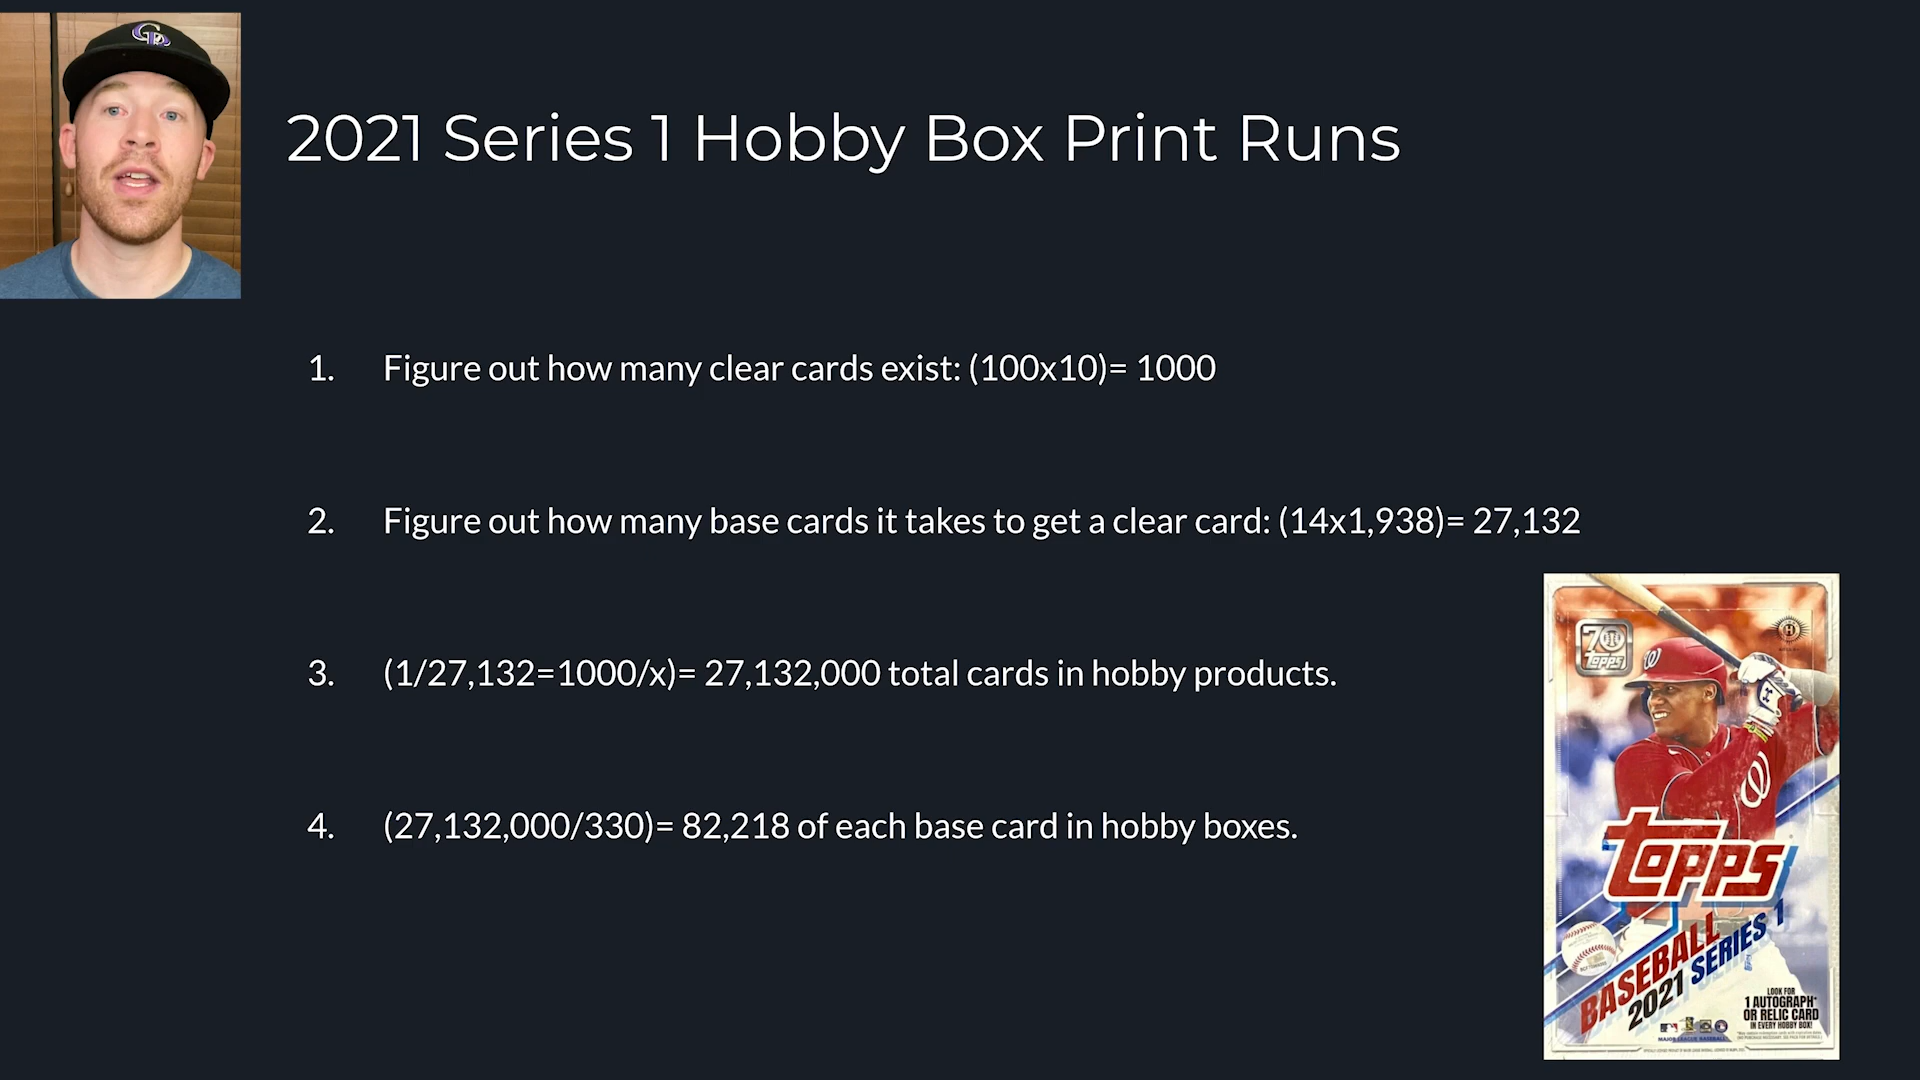 2021 Series 1 Hobby Box Print Runs
1. Figure out how many clear cards exist: (100x10)= 1000
2. Figure out how many base cards it takes to get a clear card: (14x1,938)= 27,132
3. (1/27,132=1000/x)= 27,132,000 total cards in hobby products.
4. (27,132,000/330)= 82,218 of each base card in hobby boxes.
70
topps
H
W
W
topps
BASEBALL
2021 SERIES 1
LOOK FOR
1 AUTOGRAPH*
OR RELIC CARD
IN EVERY HOBBY BOX!
MAJOR LEAGUE BASEBALL